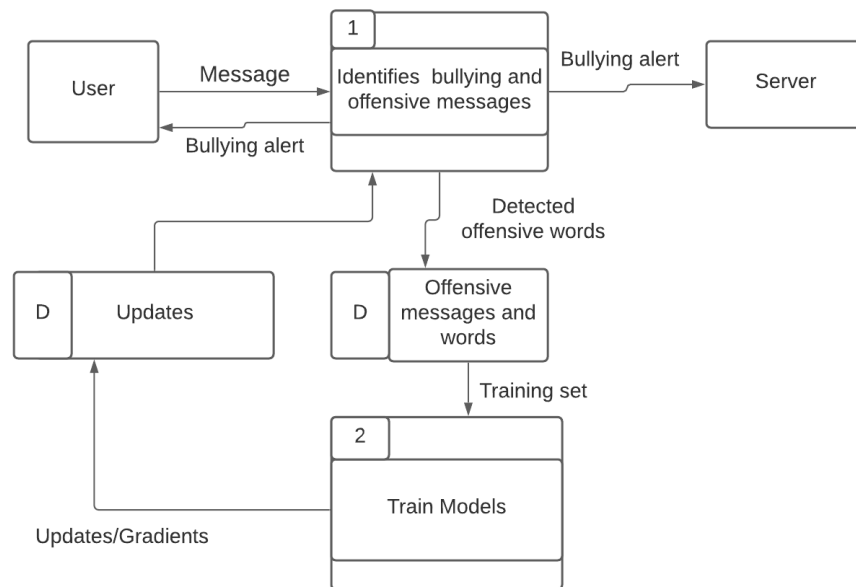 1
User
Message
Identifies bullying and
offensive messages
Bullying alert
Server
Bullying alert
Detected
offensive words
D
Updates
D
Offensive
messages and
words
Training set
2
Train Models
Updates/Gradients